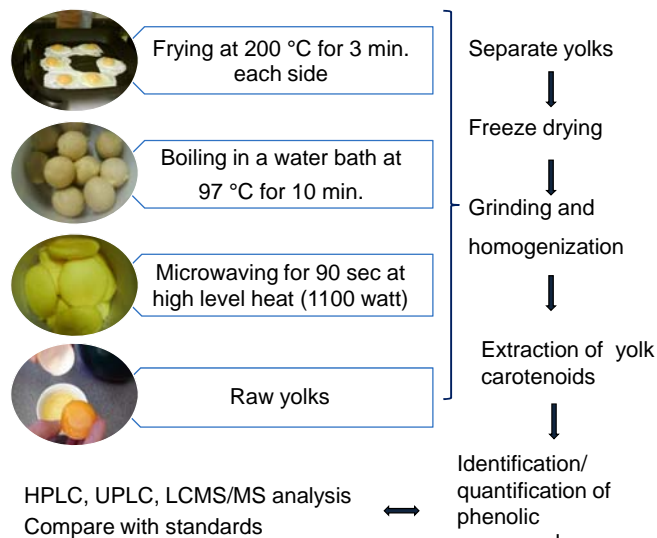 Frying at 200 °C for 3 min.
each side
Boiling in a water bath at
97 °C for 10 min.
Microwaving for 90 sec at
high level heat (1100 watt)
Raw yolks
Separate yolks
Freeze drying
Grinding and
homogenization
Extraction of yolk
carotenoids
Identification/
quantification of
phenolic
HPLC, UPLC, LCMS/MS analysis
Compare with standards